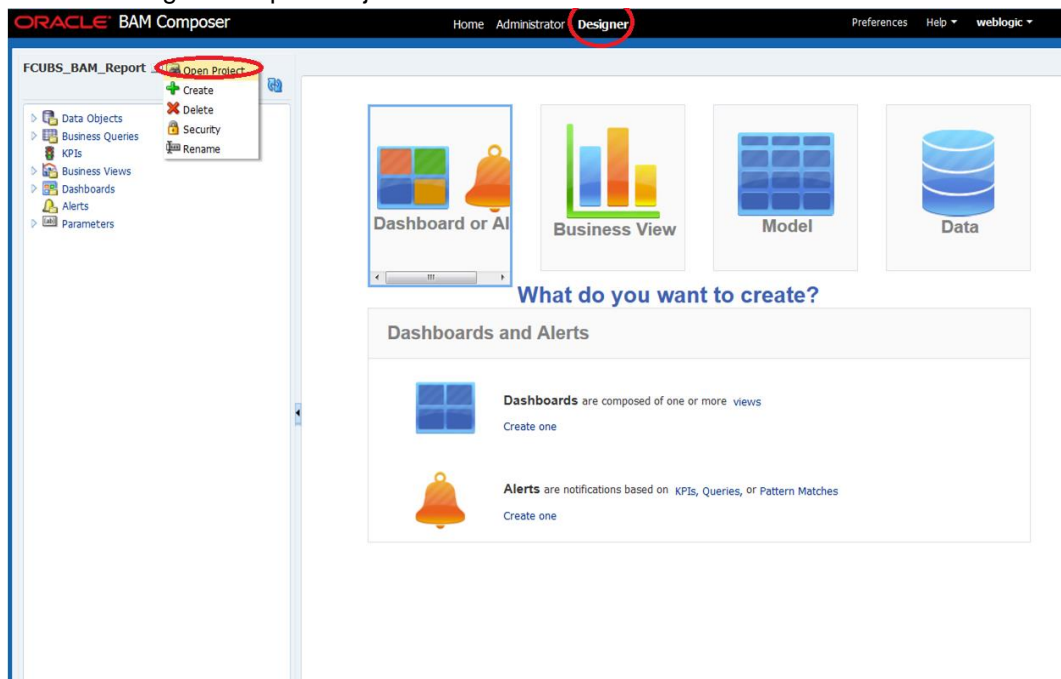 ORACLE BAM Composer
Home Administrator Designer
Preferences Help weblogic
FCUBS_BAM_Report
Open Project
Create
Delete
Security
Rename
Data Objects
Business Queries
KPIs
Business Views
Dashboards
Alerts
Parameters
Dashboard or Al
Business View
Model
Data
What do you want to create?
Dashboards and Alerts
Dashboards are composed of one or more views
Create one
Alerts are notifications based on KPIs, Queries, or Pattern Matches
Create one